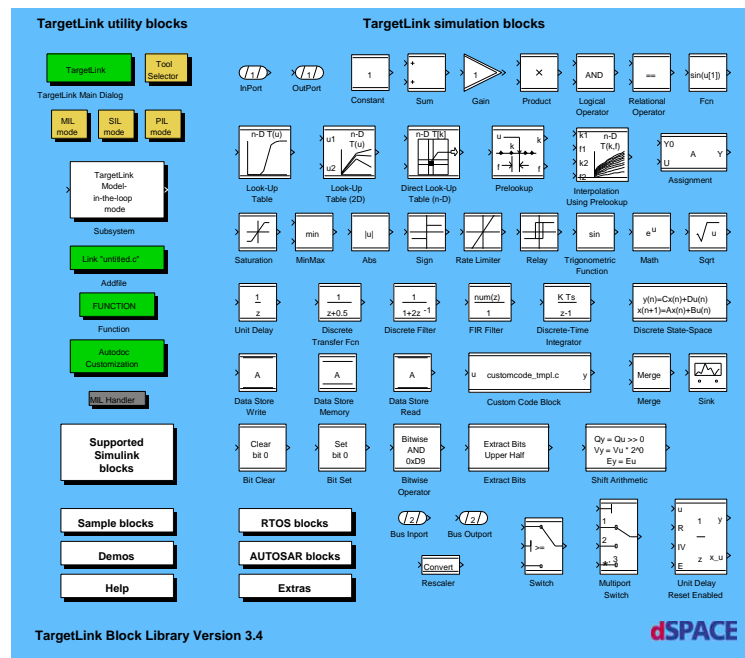 TargetLink utility blocks
TargetLink simulation blocks
TargetLink
Tool
Selector
TargetLink Main Dialog
MIL
mode
SIL
mode
PIL
mode
TargetLink
Model-
in-the-loop
mode
Subsystem
Link "untitled.c"
Addfile
FUNCTION
Function
Autodoc
Customization
MIL Handler
Supported
Simulink
blocks
Sample blocks
Demos
Help
1
InPort
1
OutPort
1
Constant
+
+
Sum
1
Gain
×
Product
AND
Logical
Operator
==
Relational
Operator
sin(u[1])
Fcn
n-D T(u)
Look-Up
Table
u1
n-D
T(u)
u2
Look-Up
Table (2D)
n-D T[k]
Direct Look-Up
Table (n-D)
u
k
k
f
f
Prelookup
k1
n-D
T(k,f)
f1
k2
f2
Interpolation
Using Prelookup
Y0
A
Y
U
Assignment
Saturation
min
MinMax
|u|
Abs
Sign
Rate Limiter
Relay
sin
Trigonometric
Function
e^u
Math
√u
Sqrt
1
z
Unit Delay
1
z+0.5
Discrete
Transfer Fcn
1
1+2z -1
Discrete Filter
num(z)
1
FIR Filter
K Ts
z-1
Discrete-Time
Integrator
y(n)=Cx(n)+Du(n)
x(n+1)=Ax(n)+Bu(n)
Discrete State-Space
A
Data Store
Write
A
Data Store
Memory
A
Data Store
Read
u
customcode_tmpl.c
y
Custom Code Block
Merge
Merge
Sink
Clear
bit 0
Bit Clear
Set
bit 0
Bit Set
Bitwise
AND
0xD9
Bitwise
Operator
Extract Bits
Upper Half
Extract Bits
Qy = Qu >> 0
Vy = Vu * 2^0
Ey = Eu
Shift Arithmetic
RTOS blocks
AUTOSAR blocks
Extras
2
Bus Inport
2
Bus Outport
Convert
Rescaler
>=
Switch
1
2
*, 3
Multiport
Switch
u
R
IV
E
1
z
y
x_u
Unit Delay
Reset Enabled
TargetLink Block Library Version 3.4
dSPACE